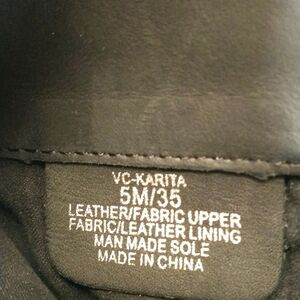 VC-KARITA
5M/35
LEATHER/FABRIC UPPER
FABRIC/LEATHER LINING
MAN MADE SOLE
MADE IN CHINA